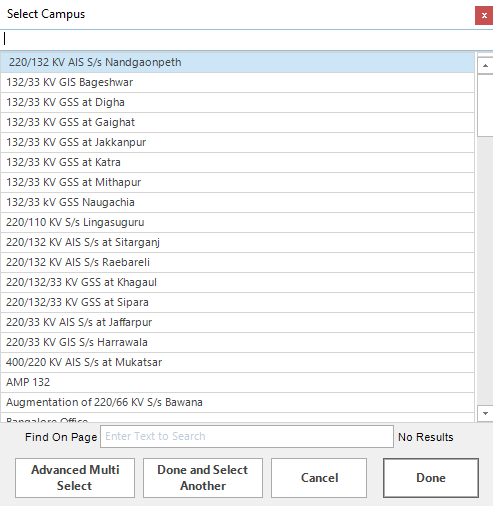 Select Campus
x
220/132 KV AIS S/s Nandgaonpeth
132/33 KV GIS Bageshwar
132/33 KV GSS at Digha
132/33 KV GSS at Gaighat
132/33 KV GSS at Jakkanpur
132/33 KV GSS at Katra
132/33 KV GSS at Mithapur
132/33 kV GSS Naugachia
220/110 KV S/s Lingasuguru
220/132 KV AIS S/s at Sitarganj
220/132 KV AIS S/s Raebareli
220/132/33 KV GSS at Khagaul
220/132/33 KV GSS at Sipara
220/33 KV AIS S/s at Jaffarpur
220/33 KV GIS S/s Harrawala
400/220 KV AIS S/s at Mukatsar
AMP 132
Augmentation of 220/66 KV S/s Bawana
Bangalore Office
Find On Page Enter Text to Search No Results
Advanced Multi Select
Done and Select Another
Cancel
Done